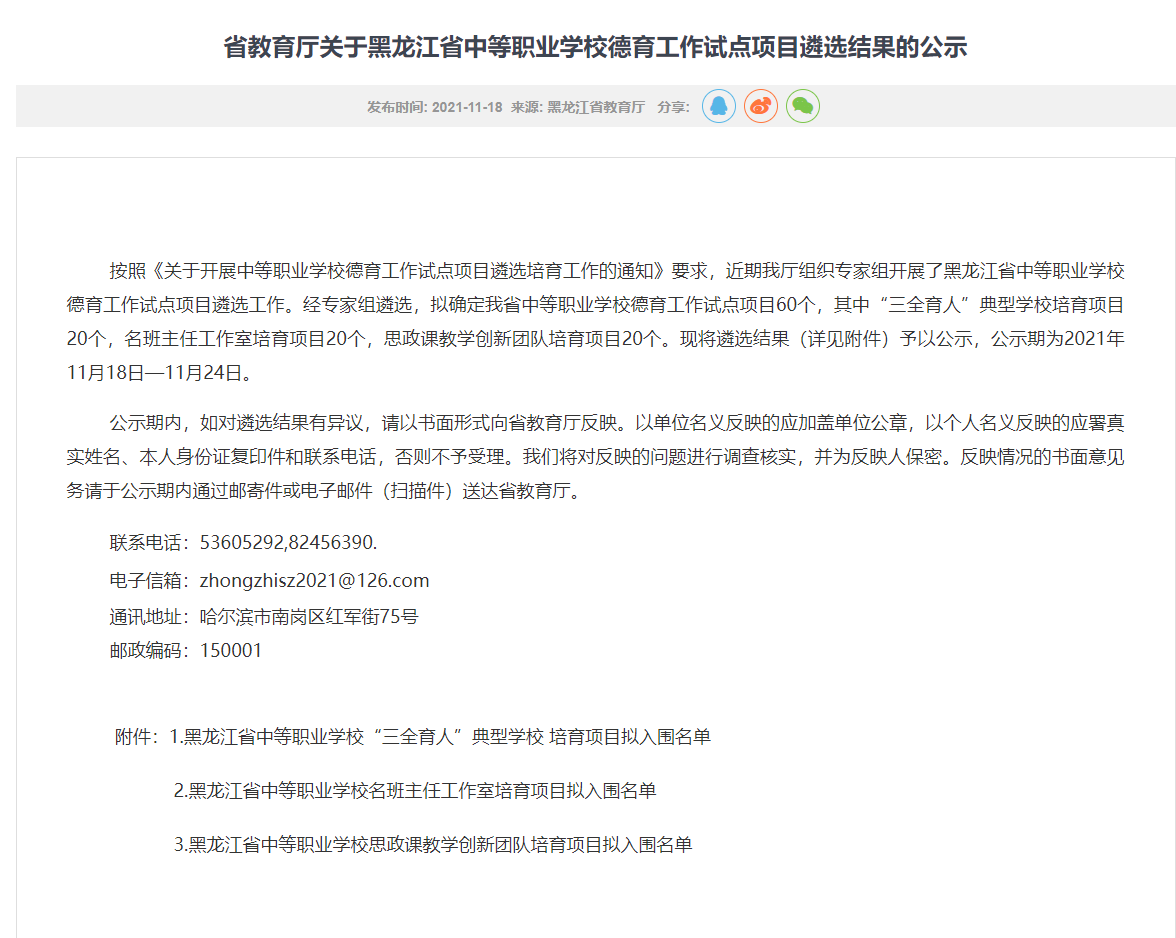 省教育厅关于黑龙江省中等职业学校德育工作试点项目遴选结果的公示
发布时间: 2021-11-18 来源: 黑龙江省教育厅 分享:
按照《关于开展中等职业学校德育工作试点项目遴选培育工作的通知》要求，近期我厅组织专家组开展了黑龙江省中等职业学校
德育工作试点项目遴选工作。经专家组遴选，拟确定我省中等职业学校德育工作试点项目60个，其中“三全育人”典型学校培育项目
20个，名班主任工作室培育项目20个，思政课教学创新团队培育项目20个。现将遴选结果（详见附件）予以公示，公示期为2021年
11月18日—11月24日。
公示期内，如对遴选结果有异议，请以书面形式向省教育厅反映。以单位名义反映的应加盖单位公章，以个人名义反映的应署真
实姓名、本人身份证复印件和联系电话，否则不予受理。我们将对反映的问题进行调查核实，并为反映人保密。反映情况的书面意见
务请于公示期内通过邮寄件或电子邮件（扫描件）送达省教育厅。
联系电话：53605292,82456390.
电子信箱：zhongzhisz2021@126.com
通讯地址：哈尔滨市南岗区红军街75号
邮政编码：150001
附件：1.黑龙江省中等职业学校“三全育人”典型学校 培育项目拟入围名单
2.黑龙江省中等职业学校名班主任工作室培育项目拟入围名单
3.黑龙江省中等职业学校思政课教学创新团队培育项目拟入围名单